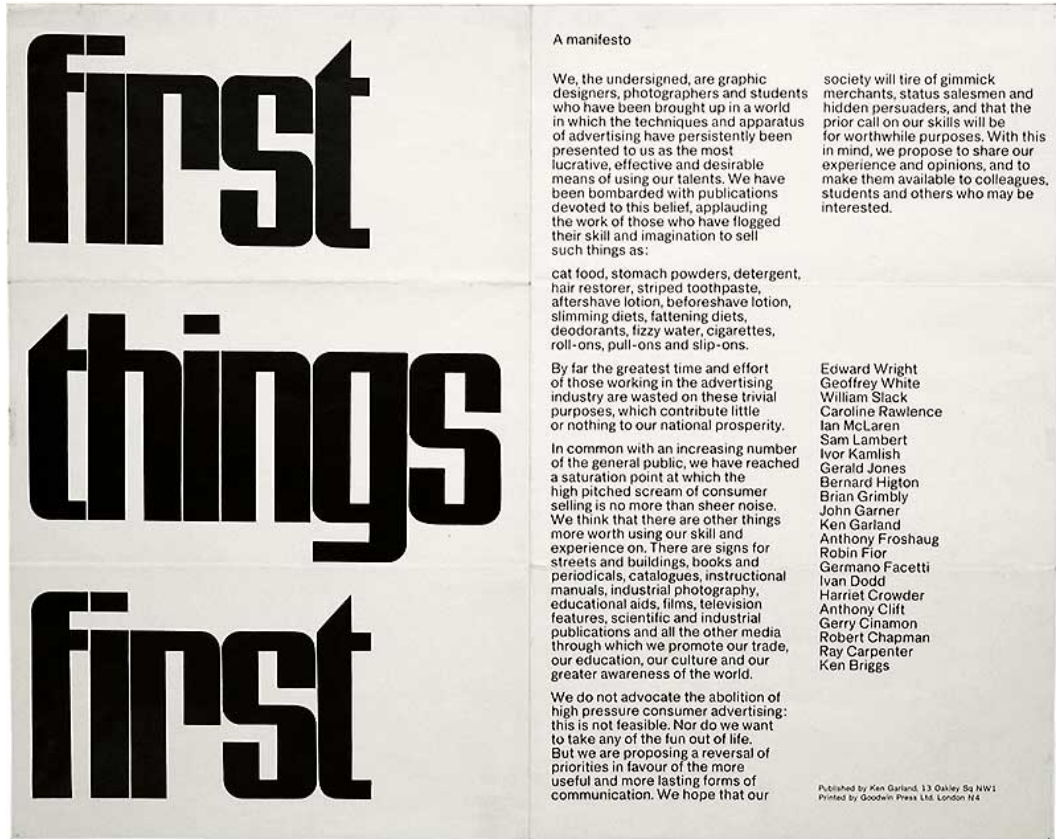 first
things
first
A manifesto
We, the undersigned, are graphic
designers, photographers and students
who have been brought up in a world
in which the techniques and apparatus
of advertising have persistently been
presented to us as the most
lucrative, effective and desirable
means of using our talents. We have
been bombarded with publications
devoted to this belief, applauding
the work of those who have flogged
their skill and imagination to sell
such things as:
cat food, stomach powders, detergent,
hair restorer, striped toothpaste,
aftershave lotion, beforeshave lotion,
slimming diets, fattening diets,
deodorants, fizzy water, cigarettes,
roll-ons, pull-ons and slip-ons.
By far the greatest time and effort
of those working in the advertising
industry are wasted on these trivial
purposes, which contribute little
or nothing to our national prosperity.
In common with an increasing number
of the general public, we have reached
a saturation point at which the
high pitched scream of consumer
selling is no more than sheer noise.
We think that there are other things
more worth using our skill and
experience on. There are signs for
streets and buildings, books and
periodicals, catalogues, instructional
manuals, industrial photography,
educational aids, films, television
features, scientific and industrial
publications and all the other media
through which we promote our trade,
our education, our culture and our
greater awareness of the world.
We do not advocate the abolition of
high pressure consumer advertising:
this is not feasible. Nor do we want
to take any of the fun out of life.
But we are proposing a reversal of
priorities in favour of the more
useful and more lasting forms of
communication. We hope that our
society will tire of gimmick
merchants, status salesmen and
hidden persuaders, and that the
prior call on our skills will be
for worthwhile purposes. With this
in mind, we propose to share our
experience and opinions, and to
make them available to colleagues,
students and others who may be
interested.
Edward Wright
Geoffrey White
William Slack
Caroline Rawlence
Ian McLaren
Sam Lambert
Ivor Kamlish
Gerald Jones
Bernard Higton
Brian Grimbly
John Garner
Ken Garland
Anthony Froshaug
Robin Fior
Germano Facetti
Ivan Dodd
Harriet Crowder
Anthony Clift
Gerry Cinamon
Robert Chapman
Ray Carpenter
Ken Briggs
Published by Ken Garland, 13 Oakley Sq NW1
Printed by Goodwin Press Ltd. London N4